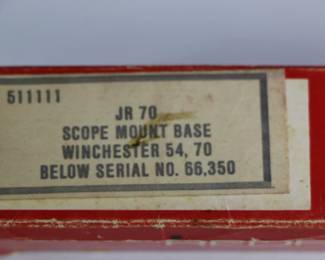 511111
JR 70
SCOPE MOUNT BASE
WINCHESTER 54, 70
BELOW SERIAL NO. 66,350